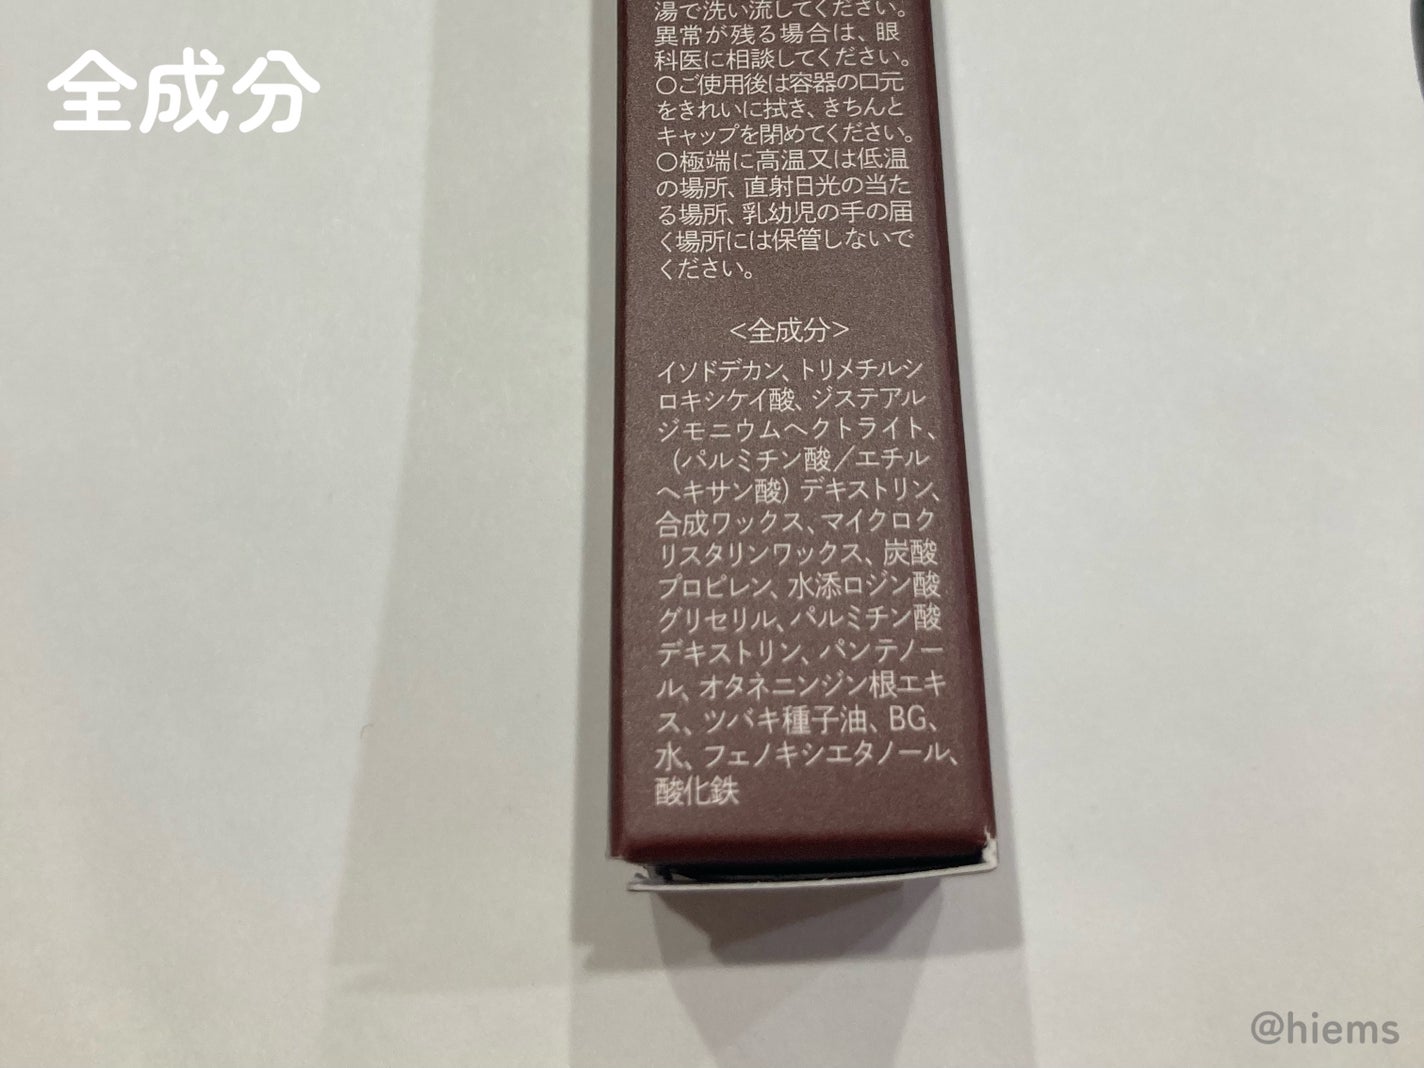 全成分
湯で洗い流してください。
異常が残る場合は、眼
科医に相談してください。
○ご使用後は容器の口元
をきれいに拭き、きちんと
キャップを閉めてください。
○極端に高温又は低温
の場所、直射日光の当た
る場所、乳幼児の手の届
く場所には保管しないで
ください。
<全成分>
イソドデカン、トリメチルシ
ロキシケイ酸、ジステアル
ジモニウムヘクトライト、
(パルミチン酸/エチル
ヘキサン酸)デキストリン、
合成ワックス、マイクロク
リスタリンワックス、炭酸
プロピレン、水添ロジン酸
グリセリル、パルミチン酸
デキストリン、パンテノー
ル、オタネニンジン根エキ
ス、ツバキ種子油、BG、
水、フェノキシエタノール、
酸化鉄
@hiems